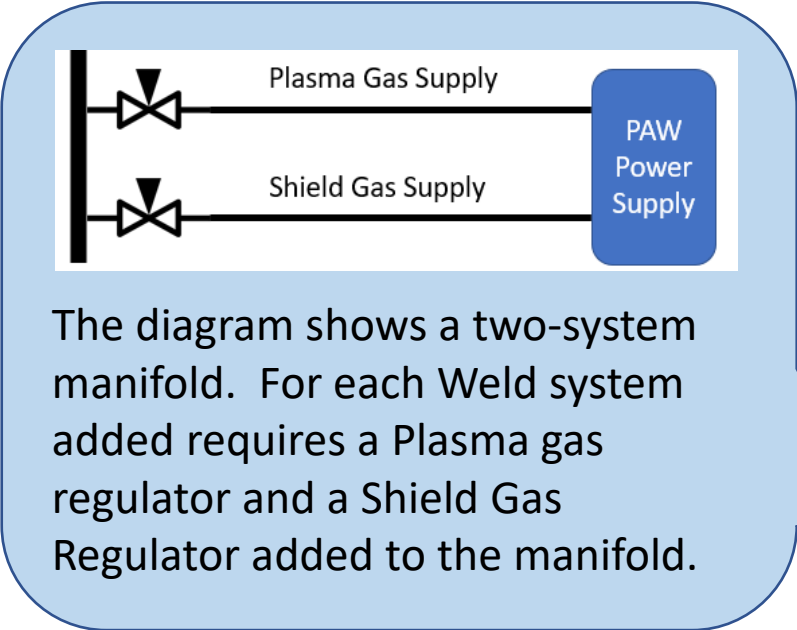 Plasma Gas Supply
PAW
Power
Supply
Shield Gas Supply
The diagram shows a two-system
manifold.  For each Weld system
added requires a Plasma gas
regulator and a Shield Gas
Regulator added to the manifold.